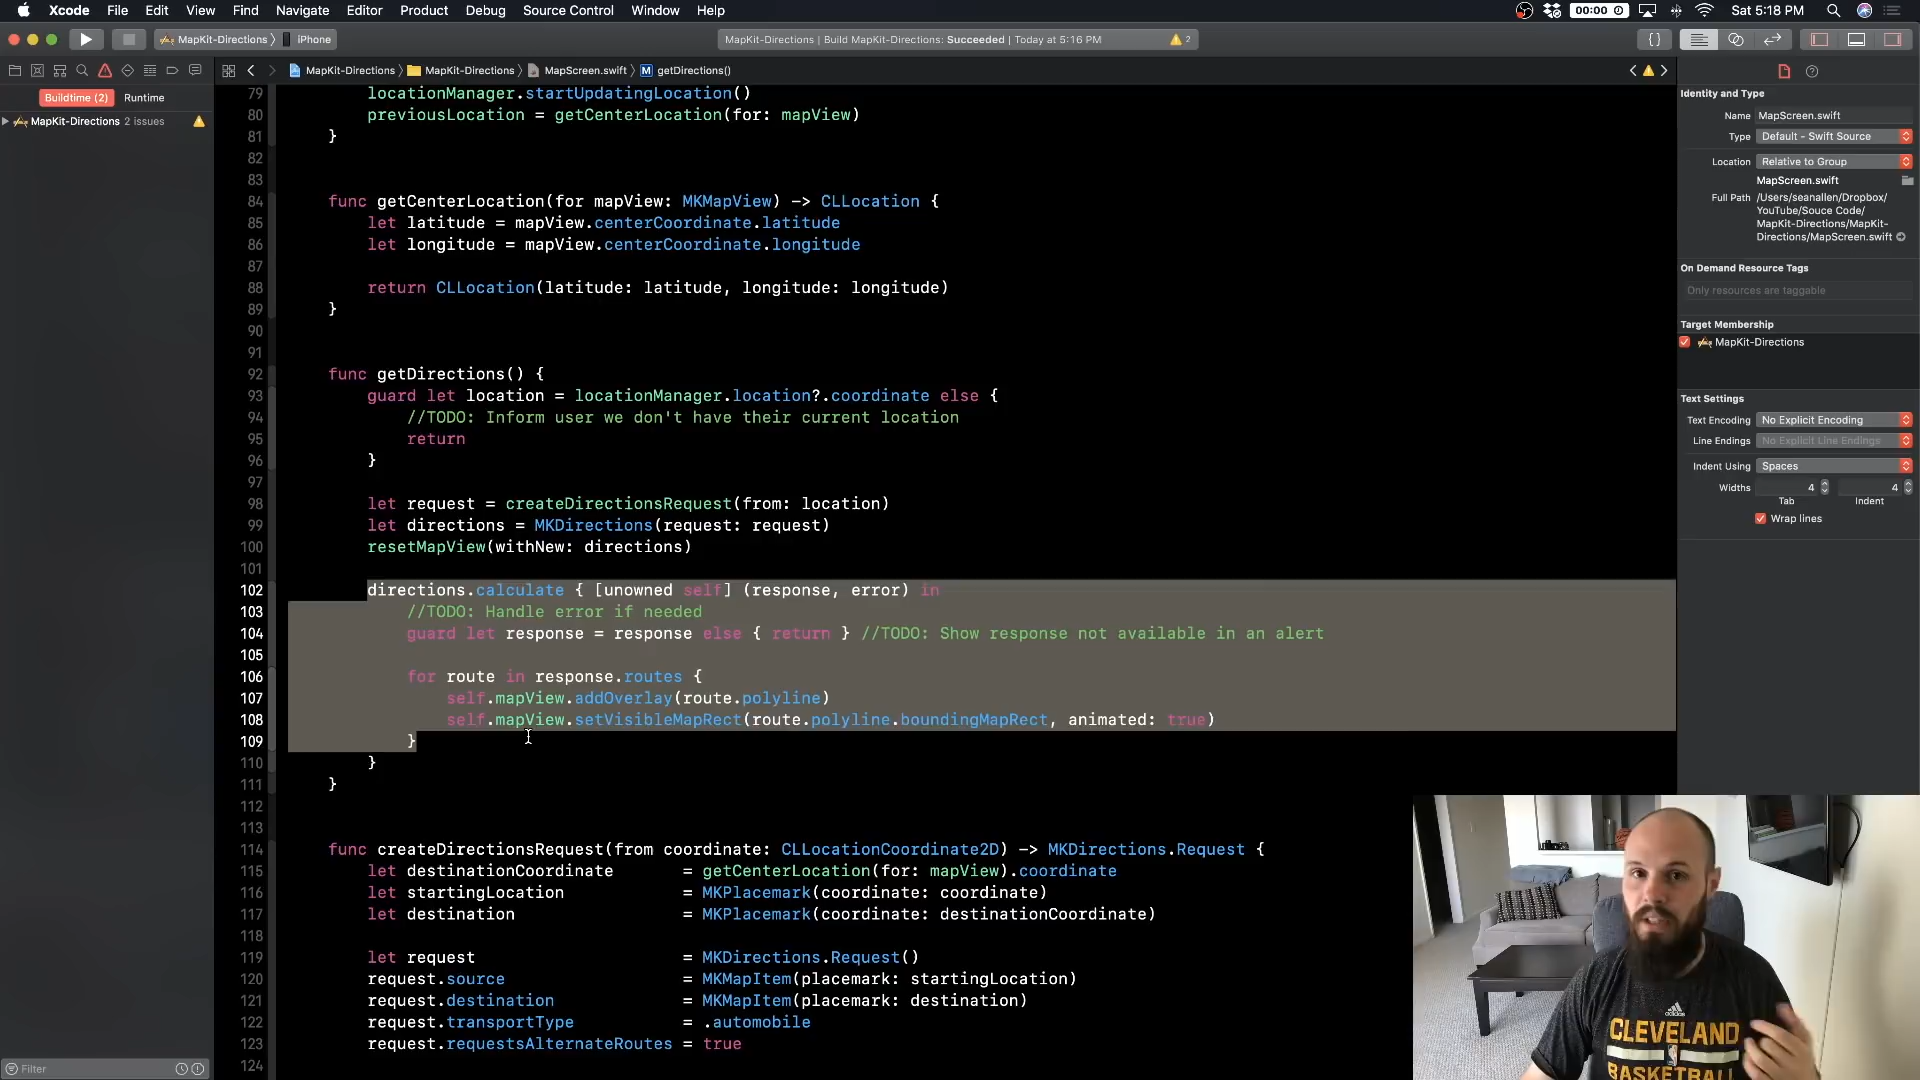 Xcode File Edit View Find Navigate Editor Product Debug Source Control Window Help 00:00 Sat 5:18 PM
MapKit-Directions iPhone MapKit-Directions | Build MapKit-Directions: Succeeded | Today at 5:16 PM 2
MapKit-Directions MapKit-Directions MapScreen.swift M getDirections()
Buildtime (2) Runtime
MapKit-Directions 2 issues
79 locationManager.startUpdatingLocation()
80 previousLocation = getCenterLocation(for: mapView)
81 }
82
83
84 func getCenterLocation(for mapView: MKMapView) -> CLLocation {
85 let latitude = mapView.centerCoordinate.latitude
86 let longitude = mapView.centerCoordinate.longitude
87
88 return CLLocation(latitude: latitude, longitude: longitude)
89 }
90
91
92 func getDirections() {
93 guard let location = locationManager.location?.coordinate else {
94 //TODO: Inform user we don't have their current location
95 return
96 }
97
98 let request = createDirectionsRequest(from: location)
99 let directions = MKDirections(request: request)
100 resetMapView(withNew: directions)
101
102 directions.calculate { [unowned self] (response, error) in
103 //TODO: Handle error if needed
104 guard let response = response else { return } //TODO: Show response not available in an alert
105
106 for route in response.routes {
107 self.mapView.addOverlay(route.polyline)
108 self.mapView.setVisibleMapRect(route.polyline.boundingMapRect, animated: true)
109 }
110 }
111 }
112
113
114 func createDirectionsRequest(from coordinate: CLLocationCoordinate2D) -> MKDirections.Request {
115 let destinationCoordinate = getCenterLocation(for: mapView).coordinate
116 let startingLocation = MKPlacemark(coordinate: coordinate)
117 let destination = MKPlacemark(coordinate: destinationCoordinate)
118
119 let request = MKDirections.Request()
120 request.source = MKMapItem(placemark: startingLocation)
121 request.destination = MKMapItem(placemark: destination)
122 request.transportType = .automobile
123 request.requestsAlternateRoutes = true
124
Filter
Identity and Type
Name MapScreen.swift
Type Default - Swift Source
Location Relative to Group
MapScreen.swift
Full Path /Users/seanallen/Dropbox/
YouTube/Souce Code/
MapKit-Directions/MapKit-
Directions/MapScreen.swift
On Demand Resource Tags
Only resources are taggable
Target Membership
MapKit-Directions
Text Settings
Text Encoding No Explicit Encoding
Line Endings No Explicit Line Endings
Indent Using Spaces
Widths 4 4
Tab Indent
Wrap lines
adidas
CLEVELAND
BASKETBALL